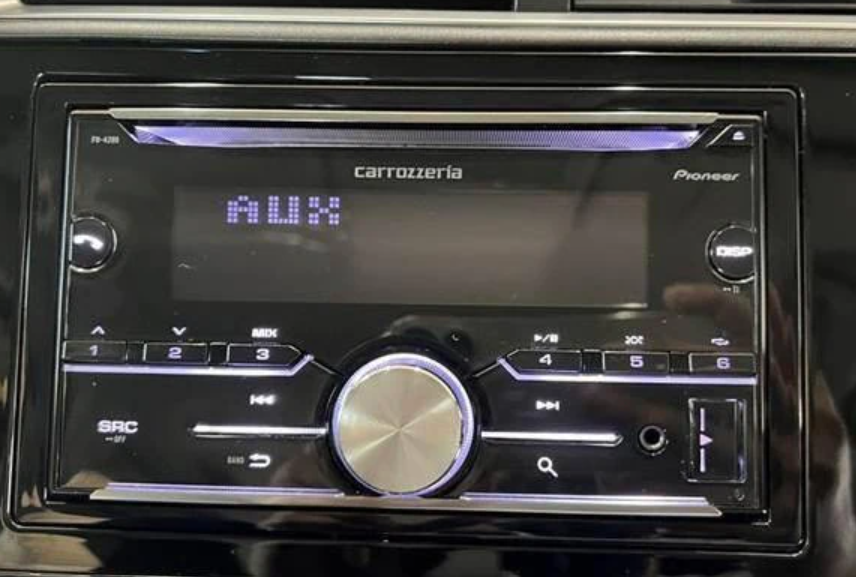 carrozzeria
Pioneer
AUX
DISP
MIX
1
2
3
4
5
6
SRC
OFF
BAND